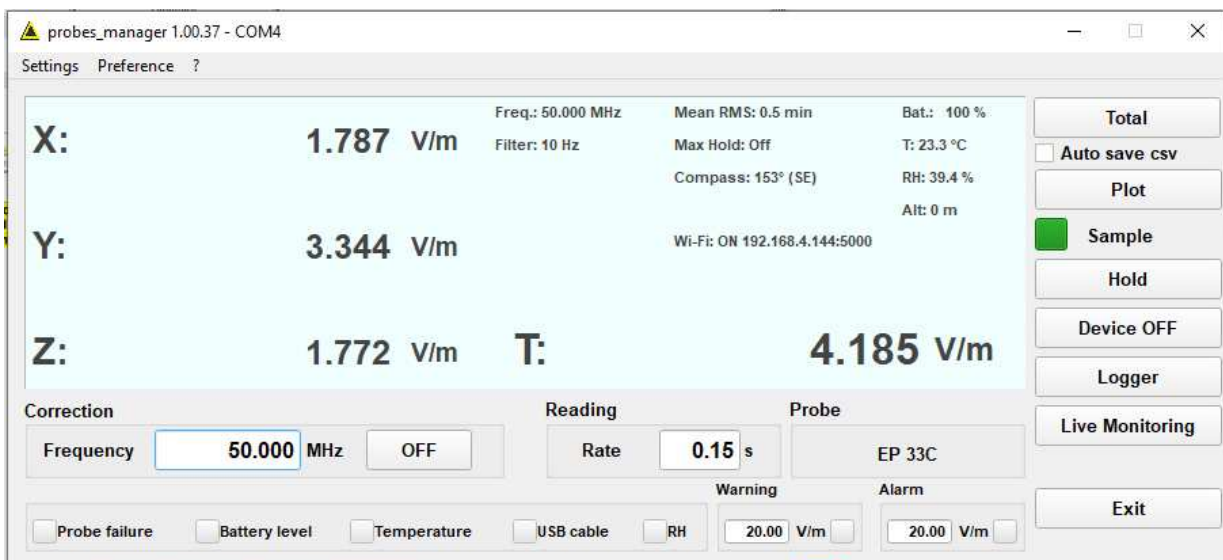 probes_manager 1.00.37 - COM4
Settings Preference ?
X: 1.787 V/m
Freq.: 50.000 MHz
Filter: 10 Hz
Mean RMS: 0.5 min
Max Hold: Off
Compass: 153° (SE)
Wi-Fi: ON 192.168.4.144:5000
Bat.: 100 %
T: 23.3 °C
RH: 39.4 %
Alt: 0 m
Y: 3.344 V/m
Z: 1.772 V/m
T: 4.185 V/m
Total
Auto save csv
Plot
Sample
Hold
Device OFF
Logger
Live Monitoring
Exit
Correction
Frequency 50.000 MHz OFF
Reading
Rate 0.15 s
Probe
EP 33C
Probe failure Battery level Temperature USB cable RH
Warning
20.00 V/m
Alarm
20.00 V/m